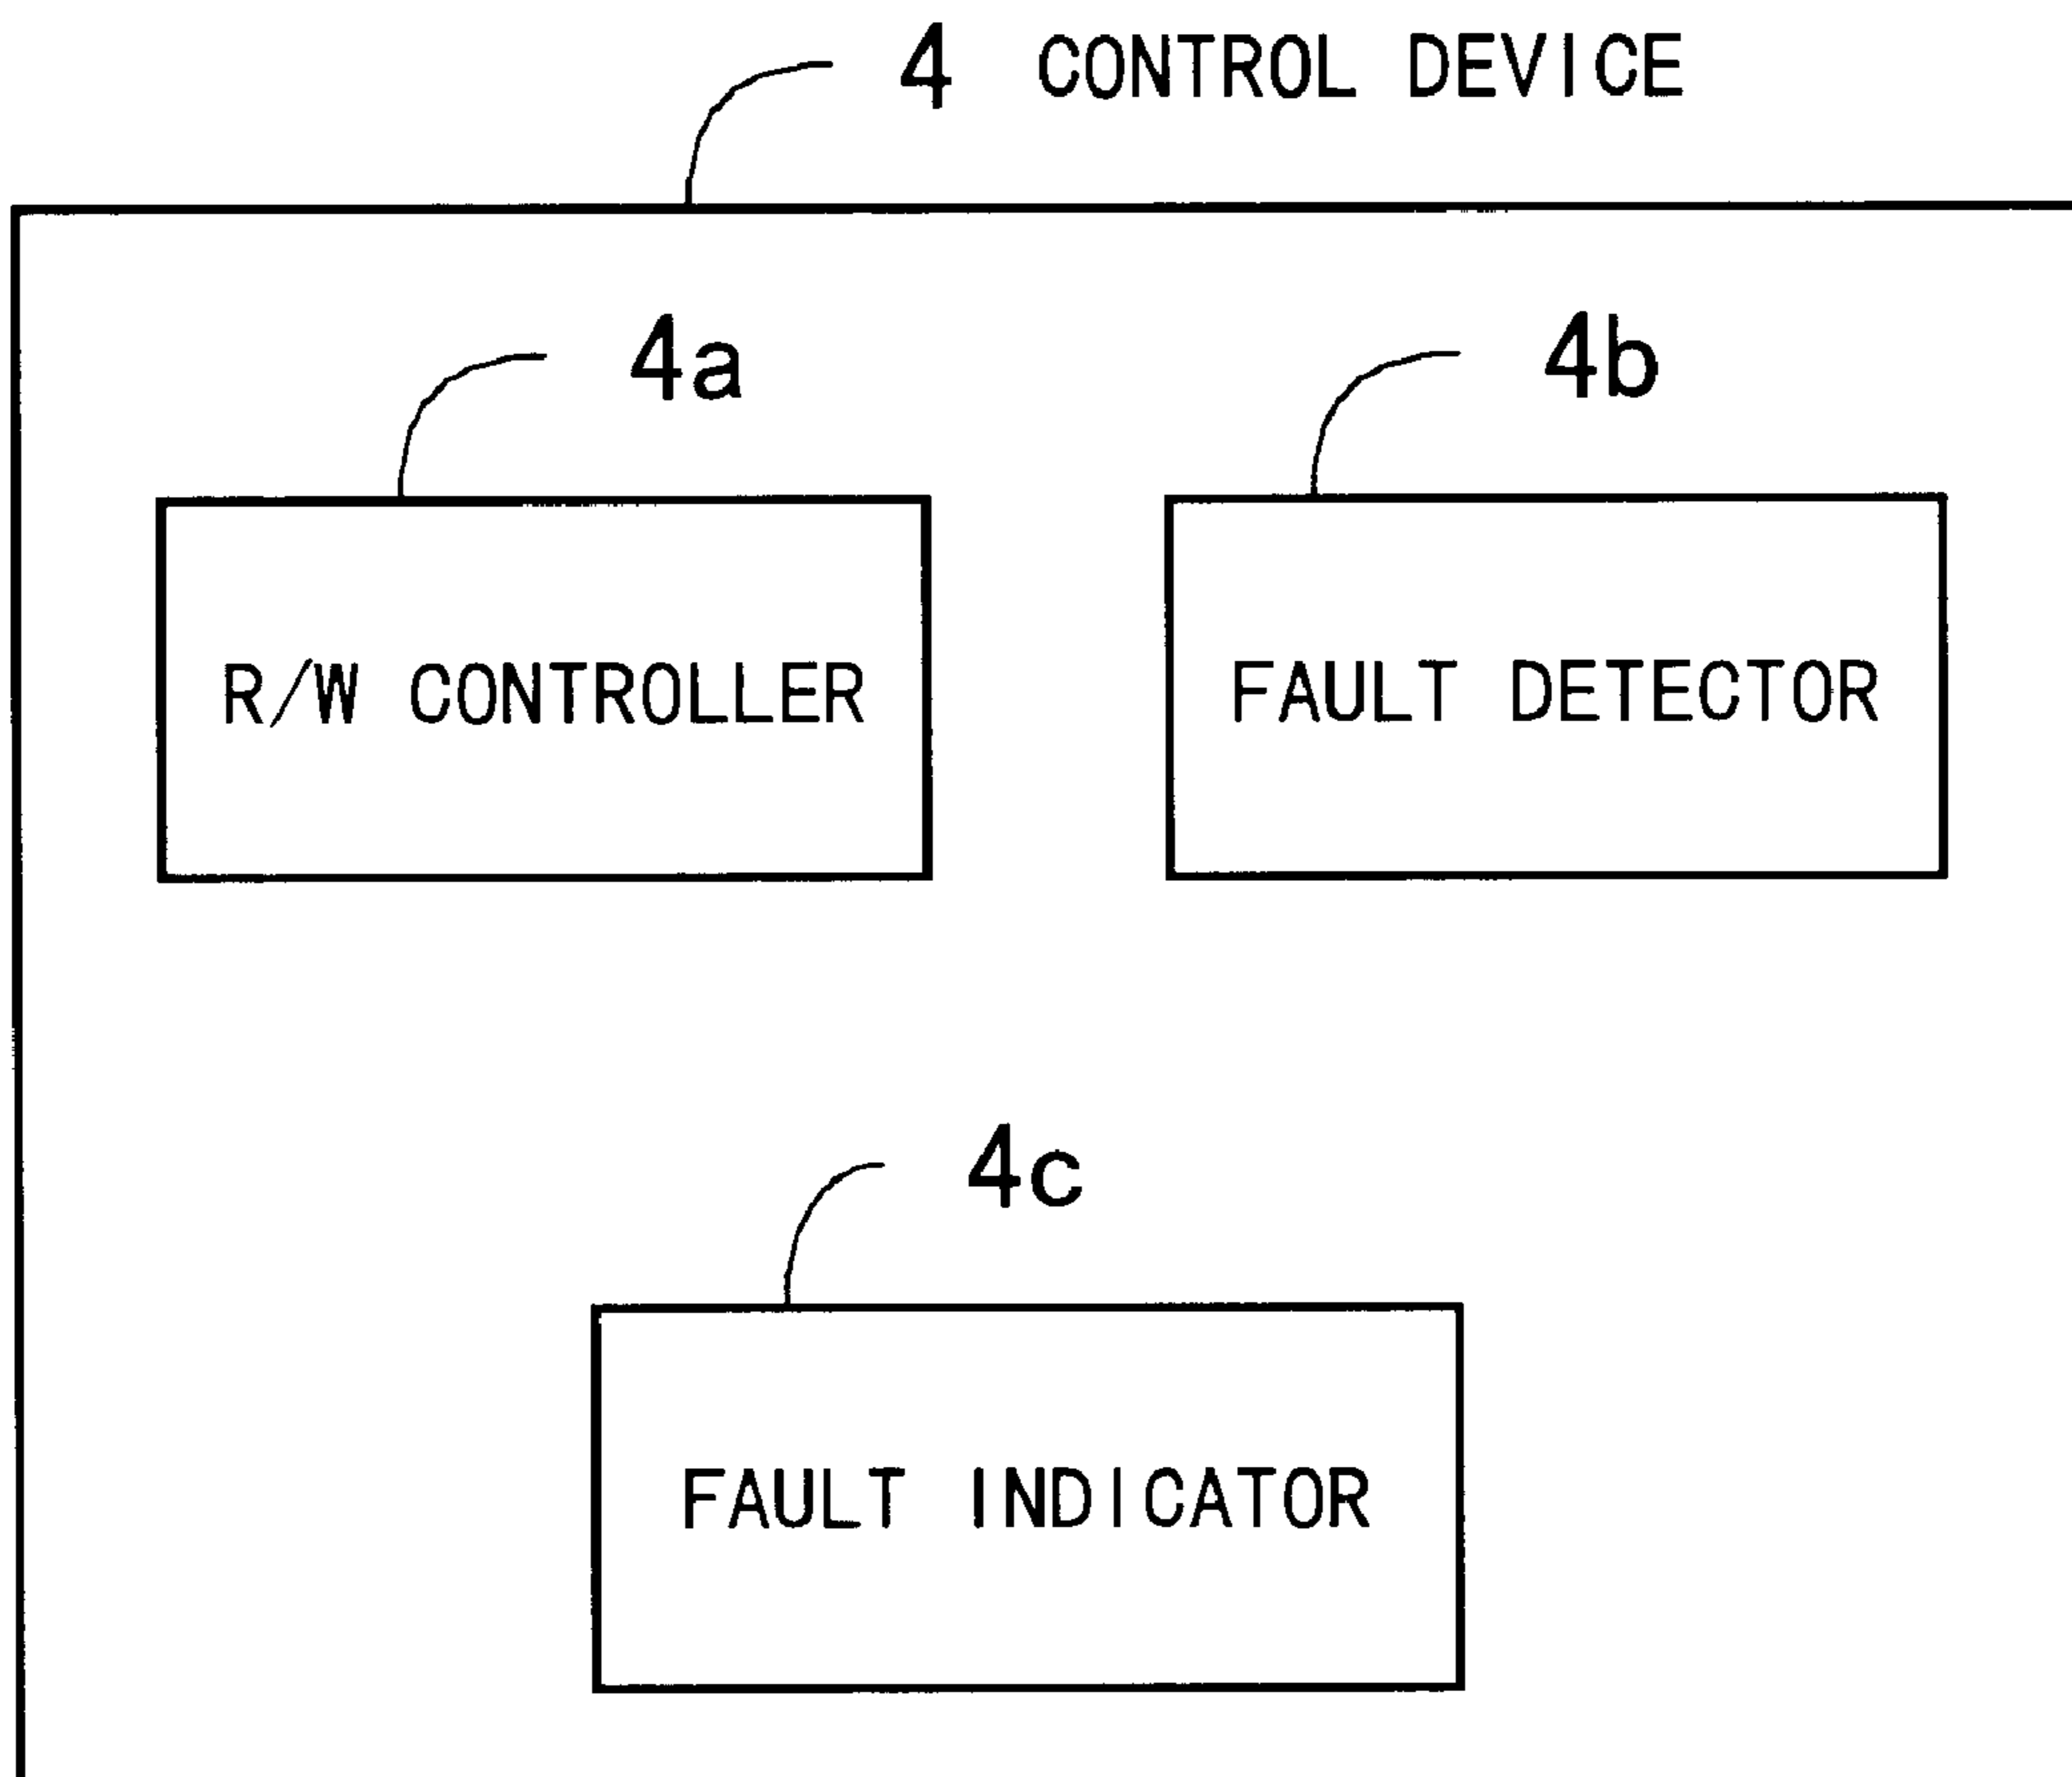 4 CONTROL DEVICE
4a
4b
R/W CONTROLLER
FAULT DETECTOR
4c
FAULT INDICATOR